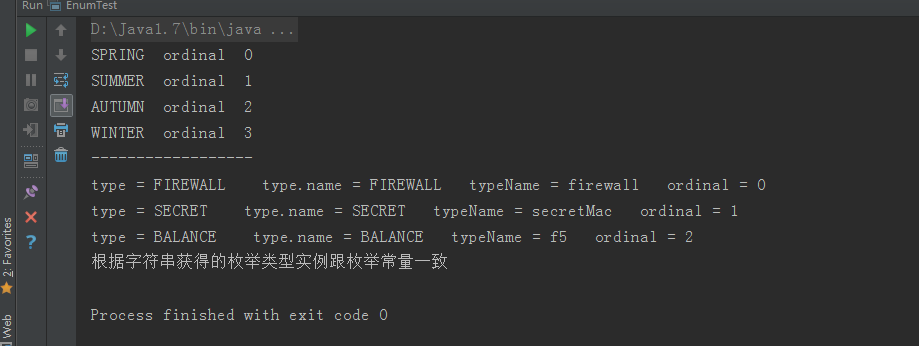 Run EnumTest
D:\Java1.7\bin\java ...
SPRING  ordinal  0
SUMMER  ordinal  1
AUTUMN  ordinal  2
WINTER  ordinal  3
------------------
type = FIREWALL    type.name = FIREWALL   typeName = firewall   ordinal = 0
type = SECRET    type.name = SECRET   typeName = secretMac   ordinal = 1
type = BALANCE    type.name = BALANCE   typeName = f5   ordinal = 2
根据字符串获得的枚举类型实例跟枚举常量一致
Process finished with exit code 0
2: Favorites
Web